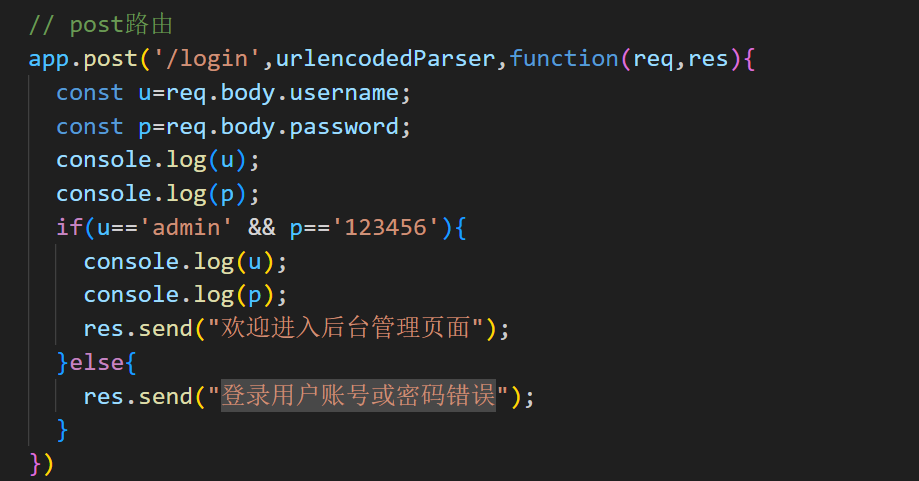 // post路由
app.post('/login',urlencodedParser,function(req,res){
const u=req.body.username;
const p=req.body.password;
console.log(u);
console.log(p);
if(u=='admin' && p=='123456'){
console.log(u);
console.log(p);
res.send("欢迎进入后台管理页面");
}else{
res.send("登录用户账号或密码错误");
}
})